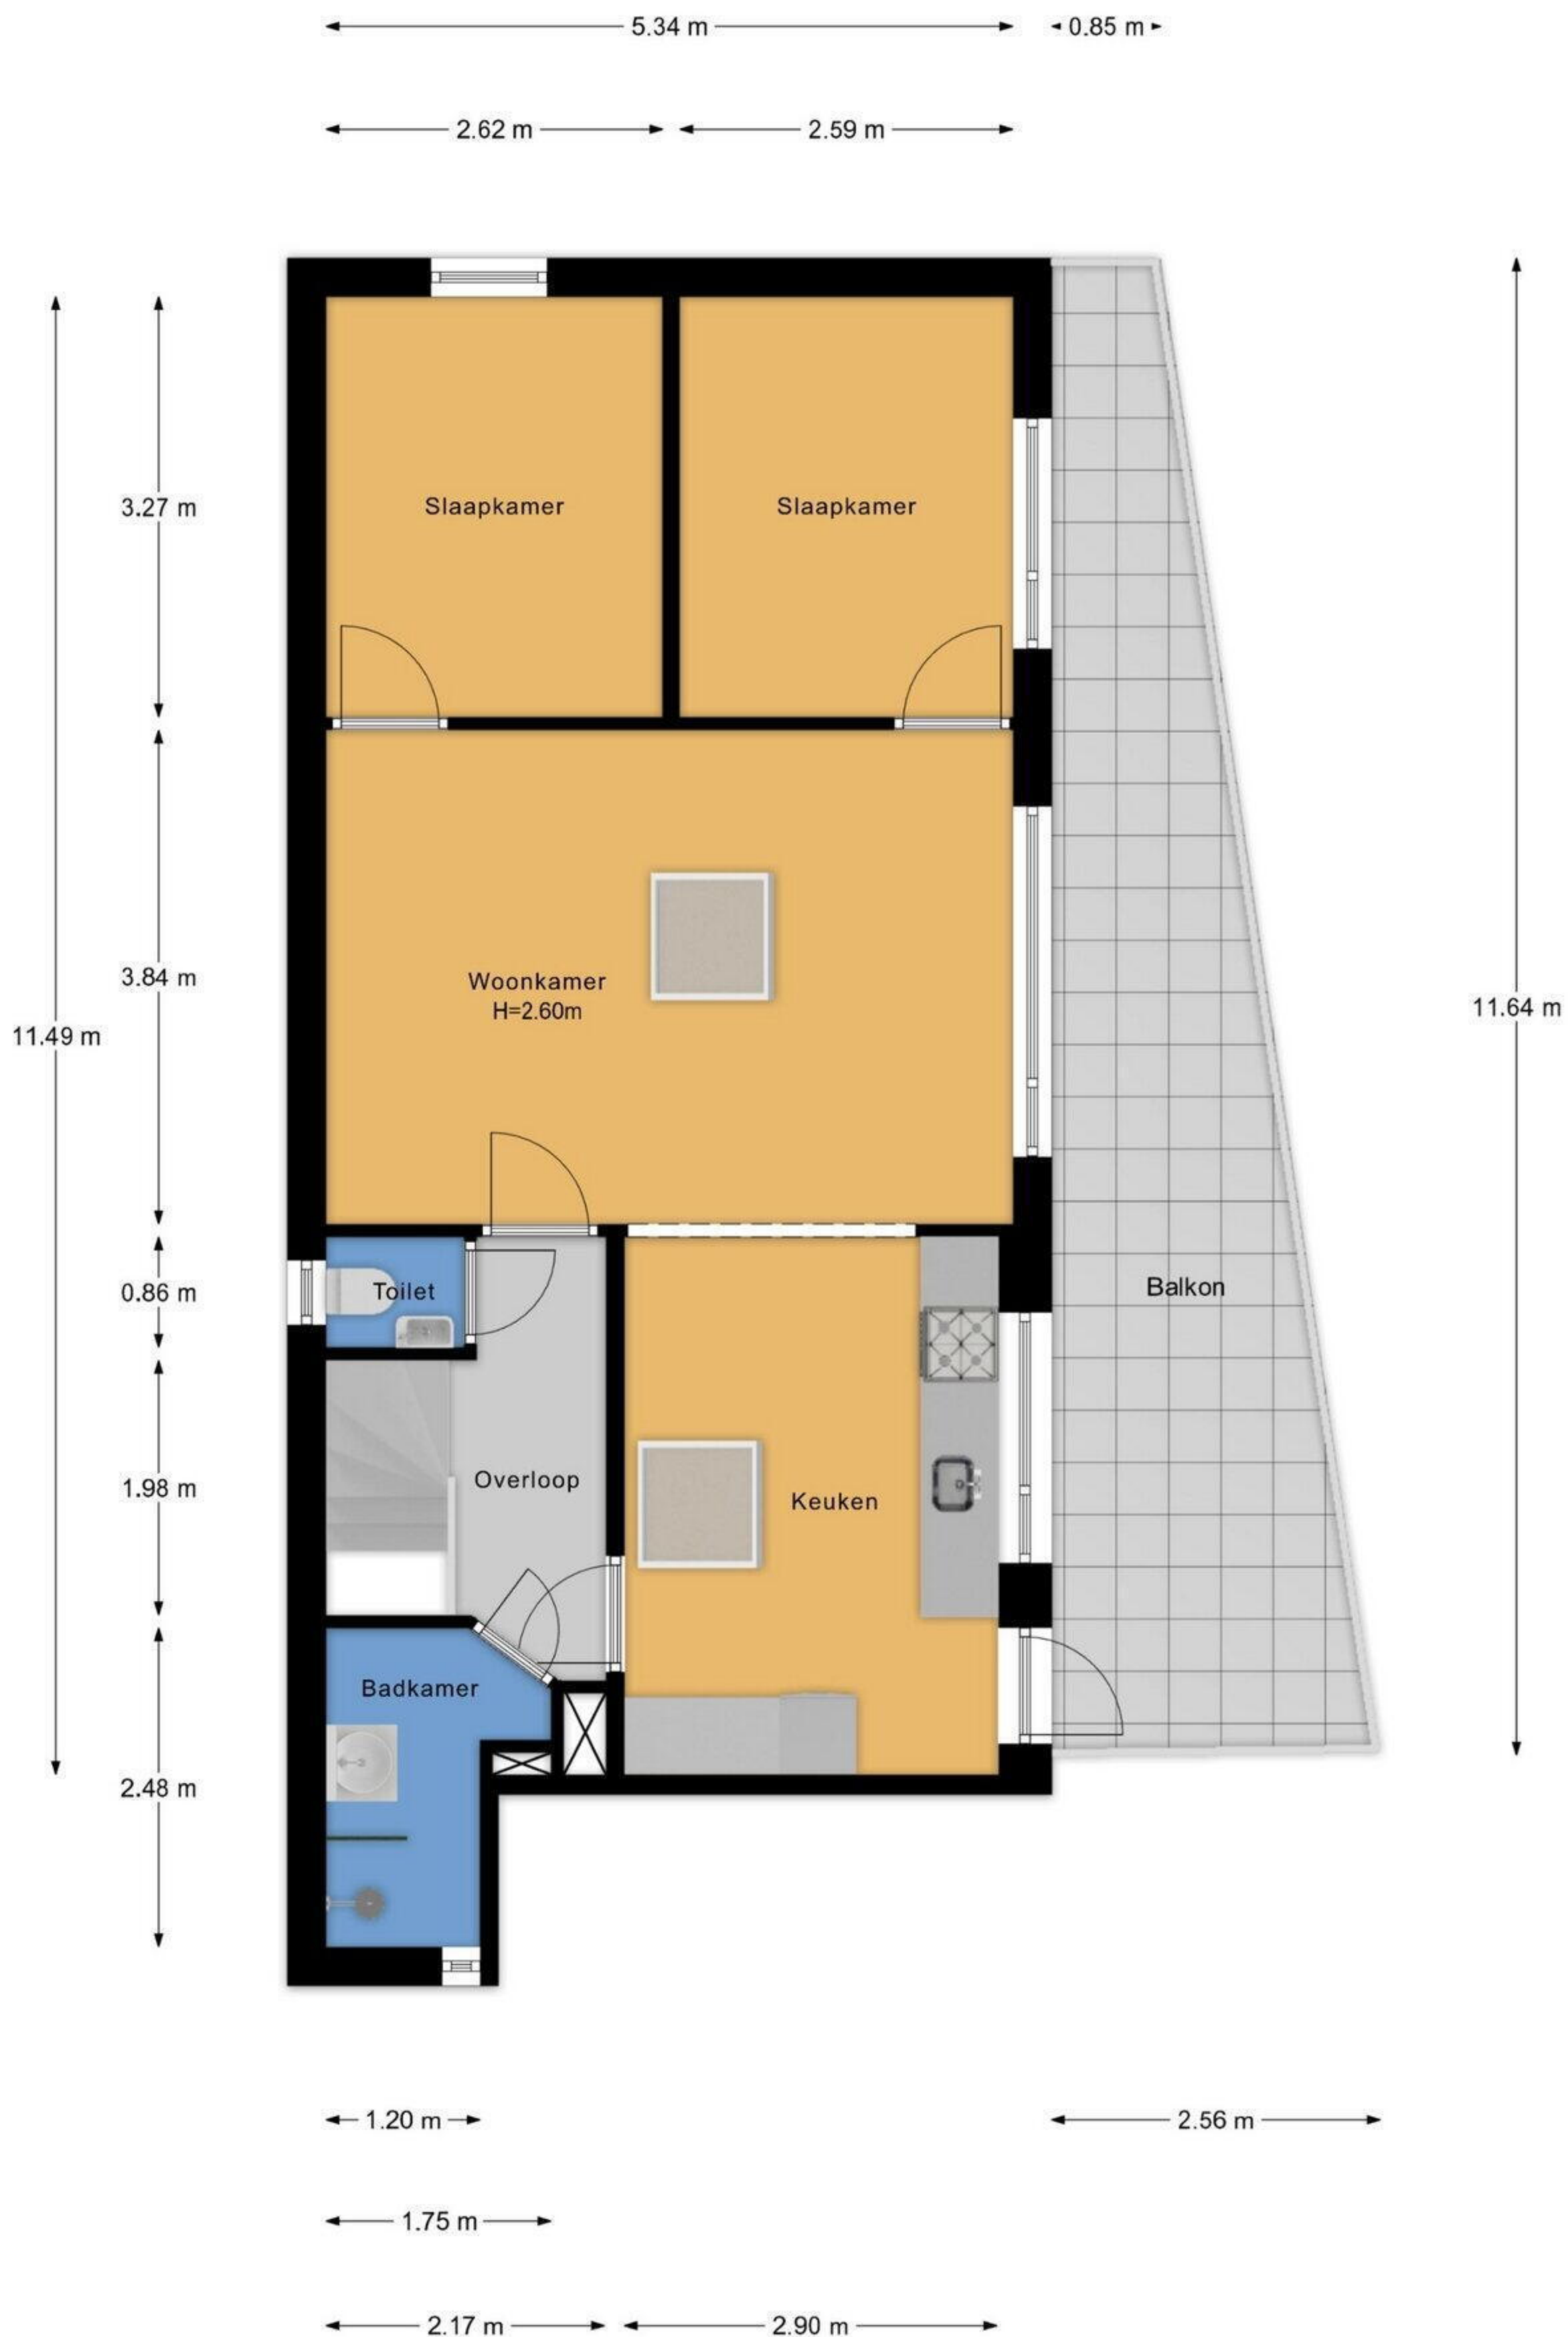 5.34 m
0.85 m
2.62 m
2.59 m
Slaapkamer
Slaapkamer
3.27 m
Woonkamer
H=2.60m
3.84 m
11.49 m
11.64 m
Toilet
0.86 m
Balkon
Overloop
1.98 m
Keuken
Badkamer
2.48 m
1.20 m
2.56 m
1.75 m
2.17 m
2.90 m